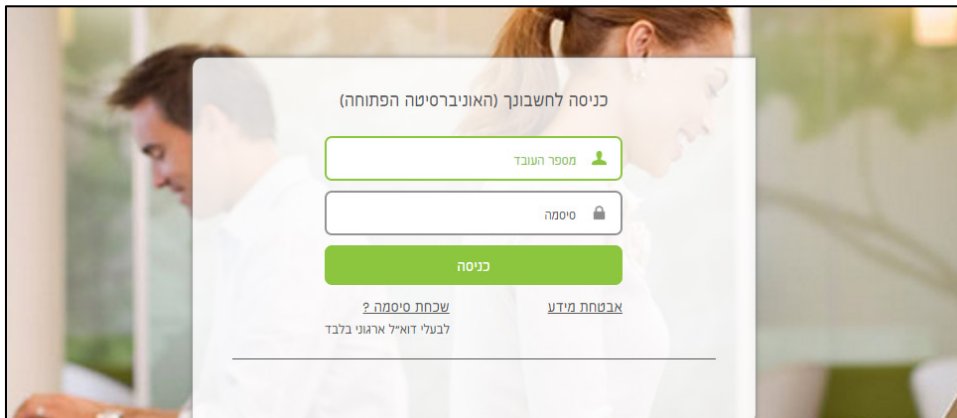 כניסה לחשבונך (האוניברסיטה הפתוחה)
מספר העובד
סיסמה
כניסה
אבטחת מידע
שכחת סיסמה ?
לבעלי דוא״ל ארגוני בלבד